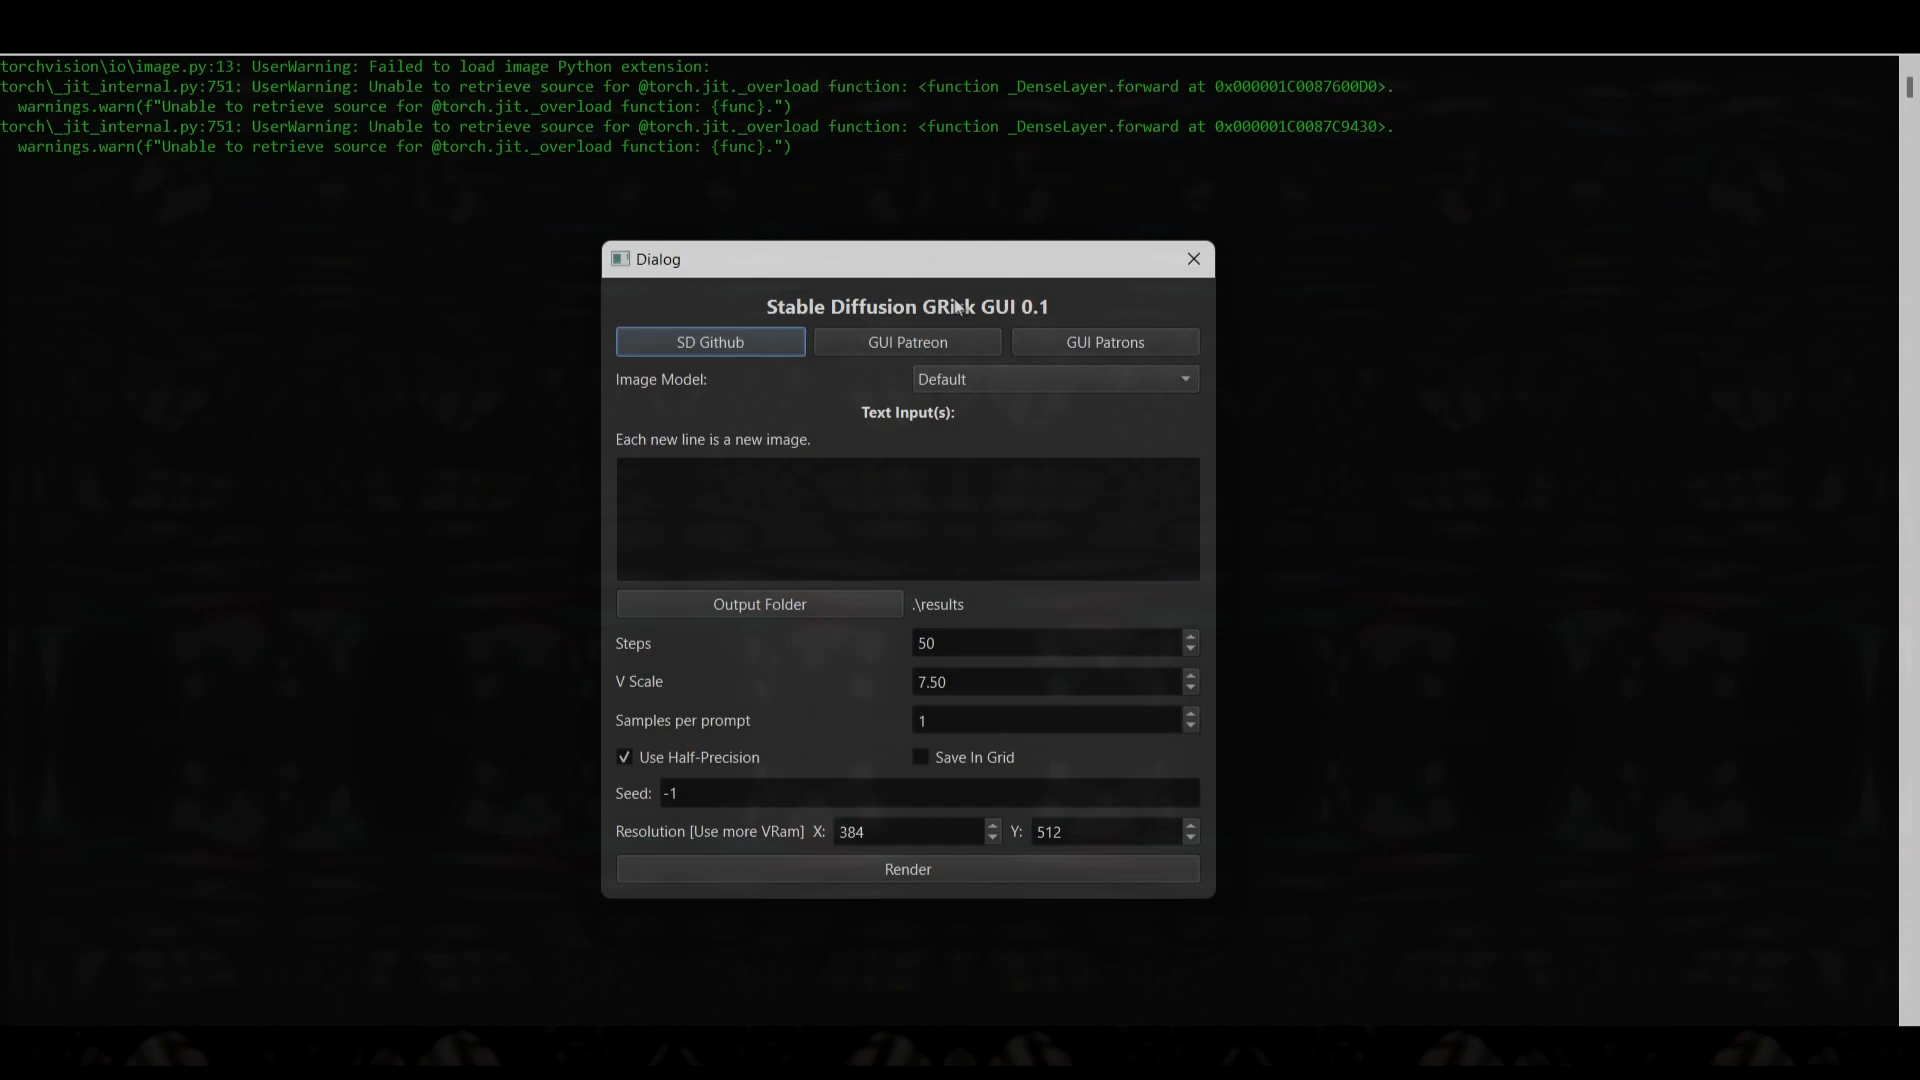 torchvision\io\image.py:13: UserWarning: Failed to load image Python extension:
torch\_jit_internal.py:751: UserWarning: Unable to retrieve source for @torch.jit._overload function: <function _DenseLayer.forward at 0x000001C0087600D0>.
warnings.warn(f"Unable to retrieve source for @torch.jit._overload function: {func}.")
torch\_jit_internal.py:751: UserWarning: Unable to retrieve source for @torch.jit._overload function: <function _DenseLayer.forward at 0x000001C0087C9430>.
warnings.warn(f"Unable to retrieve source for @torch.jit._overload function: {func}.")
Dialog
Stable Diffusion GRisk GUI 0.1
SD Github GUI Patreon GUI Patrons
Image Model: Default
Text Input(s):
Each new line is a new image.
Output Folder .\results
Steps 50
V Scale 7.50
Samples per prompt 1
Use Half-Precision Save In Grid
Seed: -1
Resolution [Use more VRam] X: 384 Y: 512
Render